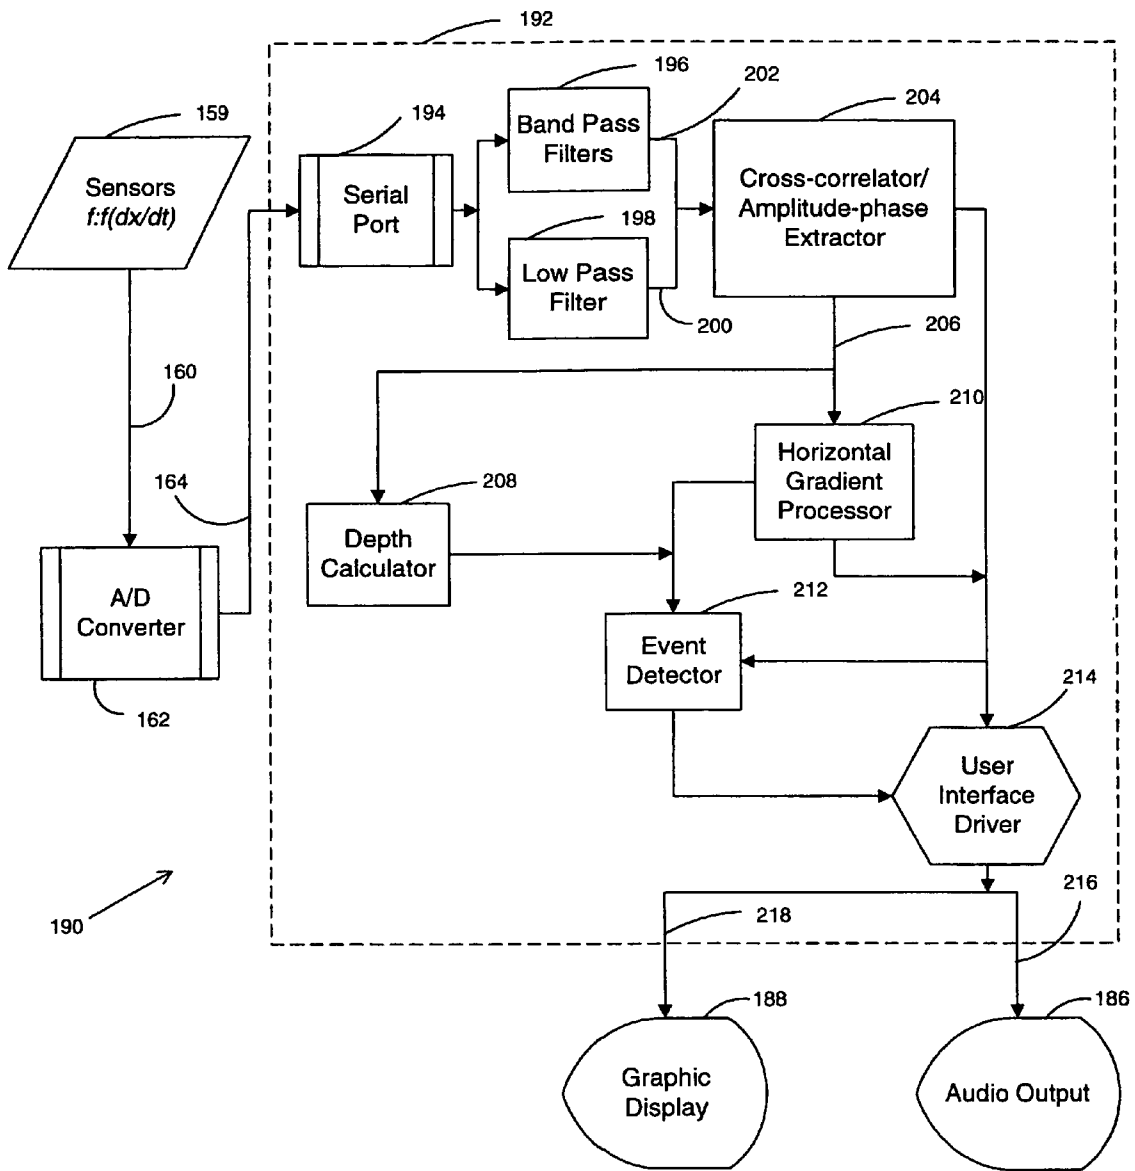 192
159
Sensors
f:f(dx/dt)
194
Serial
Port
196
Band Pass
Filters
202
198
Low Pass
Filter
200
204
Cross-correlator/
Amplitude-phase
Extractor
206
160
164
210
Horizontal
Gradient
Processor
208
Depth
Calculator
A/D
Converter
162
212
Event
Detector
214
User
Interface
Driver
190
218
216
188
Graphic
Display
186
Audio Output